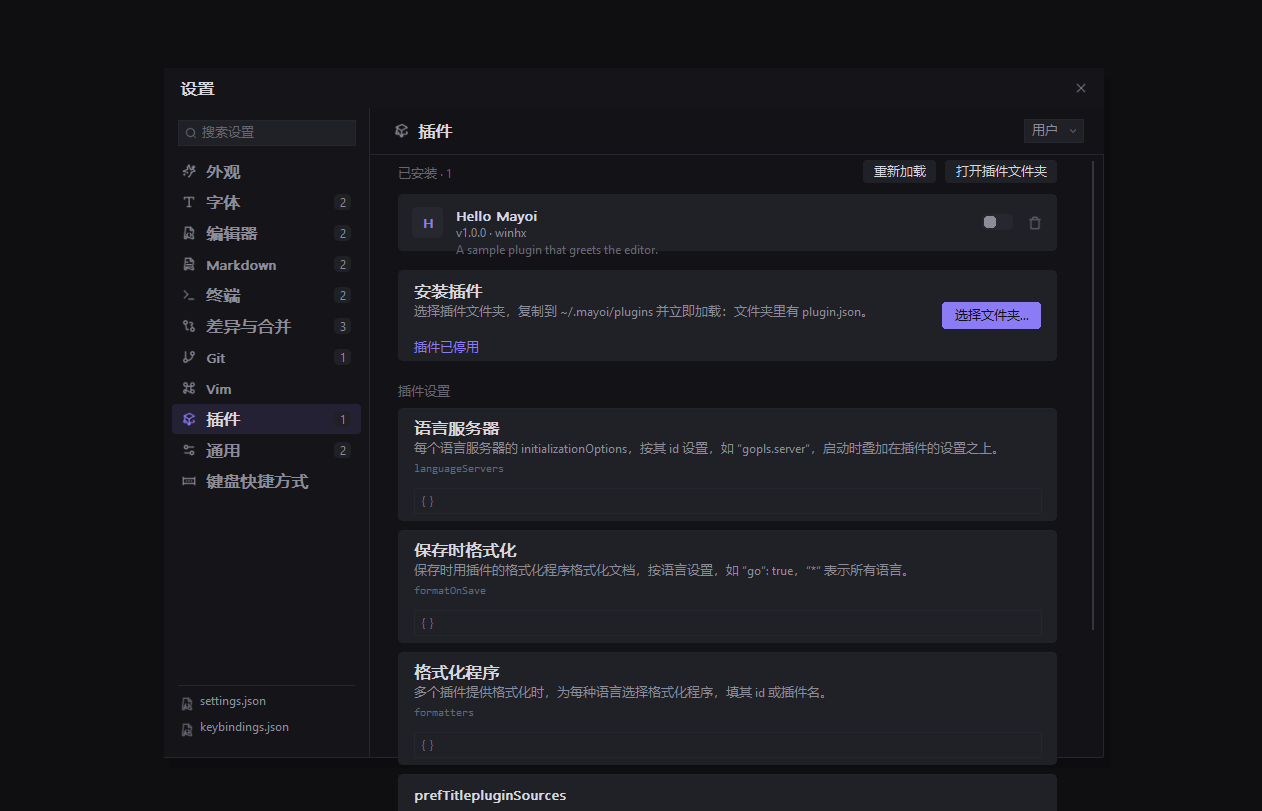 设置
搜索设置
外观
字体 2
编辑器 2
Markdown 2
终端 2
差异与合并 3
Git 1
Vim
插件 1
通用 2
键盘快捷方式
settings.json
keybindings.json
插件
用户
已安装 · 1
重新加载
打开插件文件夹
H
Hello Mayoi
v1.0.0 · winhx
A sample plugin that greets the editor.
安装插件
选择插件文件夹，复制到 ~/.mayoi/plugins 并立即加载：文件夹里有 plugin.json。
选择文件夹...
插件已停用
插件设置
语言服务器
每个语言服务器的 initializationOptions，按其 id 设置，如 "gopls.server"，启动时叠加在插件的设置之上。
languageServers
{}
保存时格式化
保存时用插件的格式化程序格式化文档，按语言设置，如 "go": true，"*" 表示所有语言。
formatOnSave
{}
格式化程序
多个插件提供格式化时，为每种语言选择格式化程序，填其 id 或插件名。
formatters
{}
prefTitlepluginSources